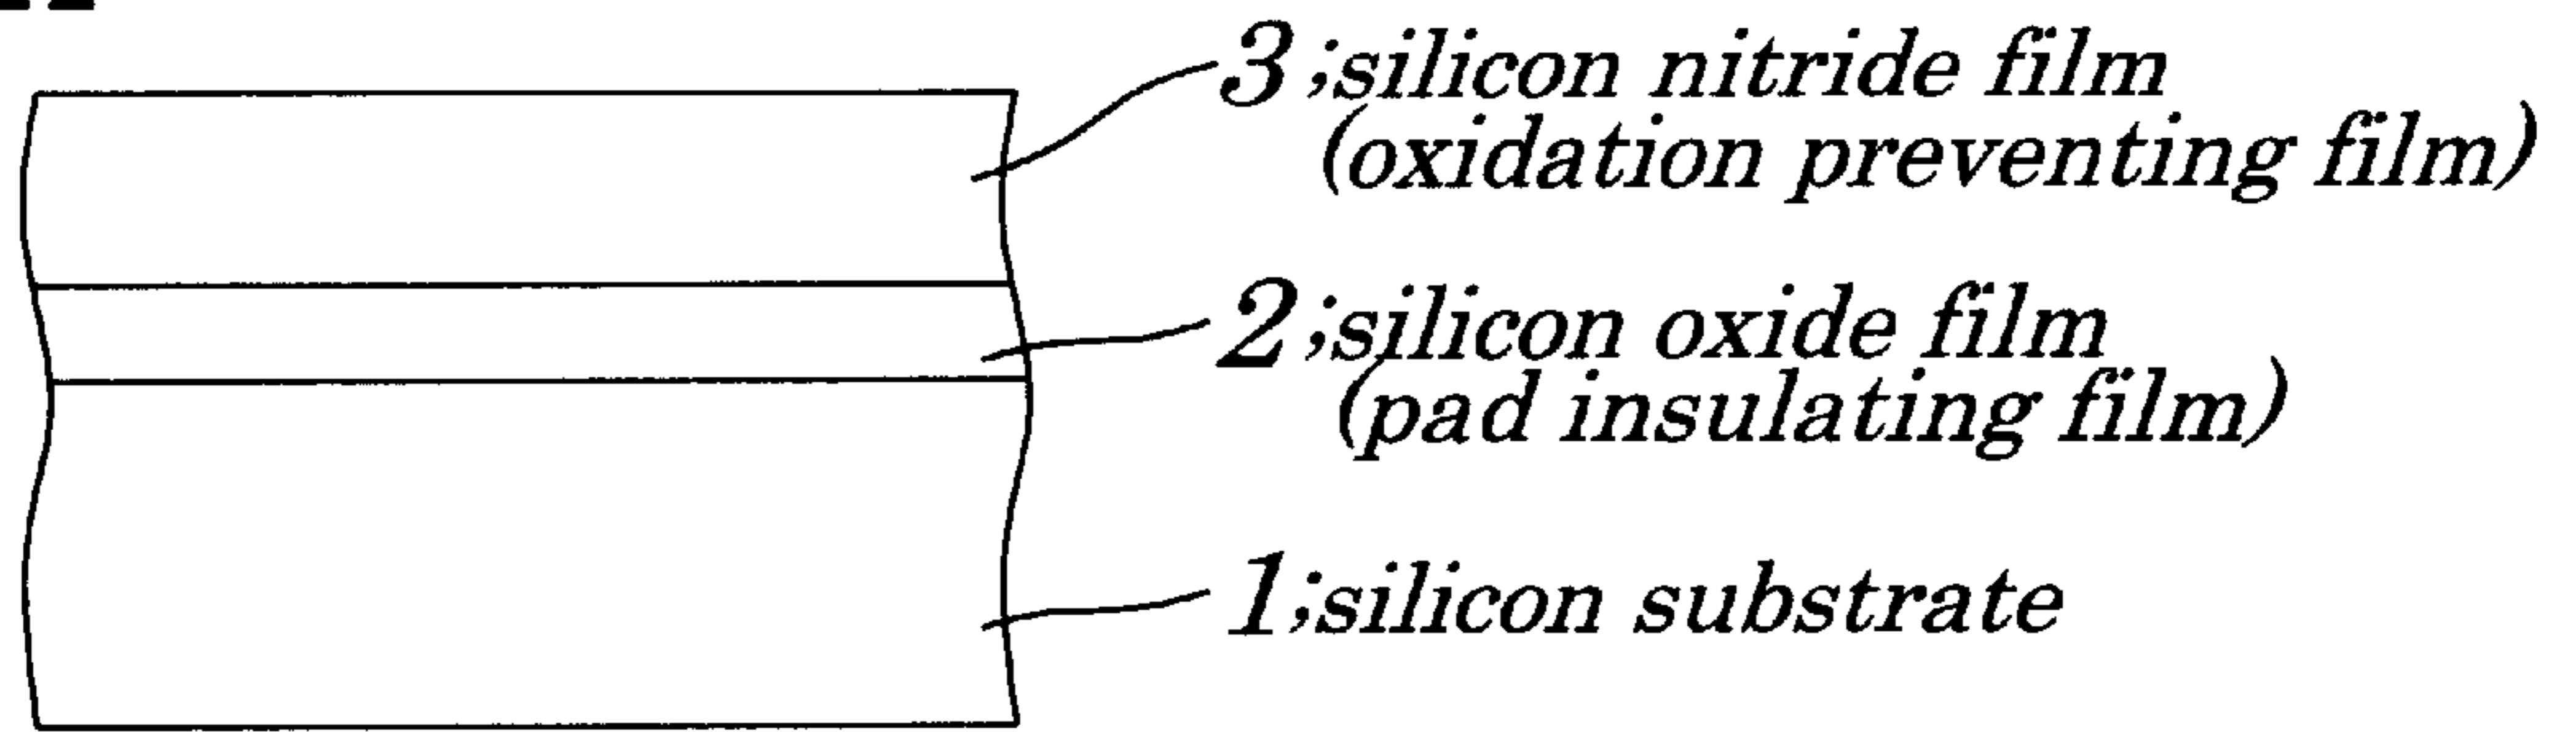 3;silicon nitride film
(oxidation preventing film)
2;silicon oxide film
(pad insulating film)
1;silicon substrate